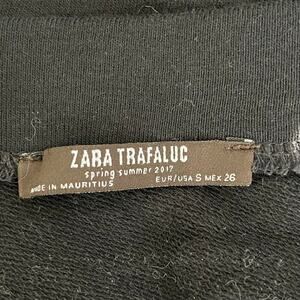 ZARA TRAFALUC
spring summer 2017
MADE IN MAURITIUS EUR/USA S MEX 26